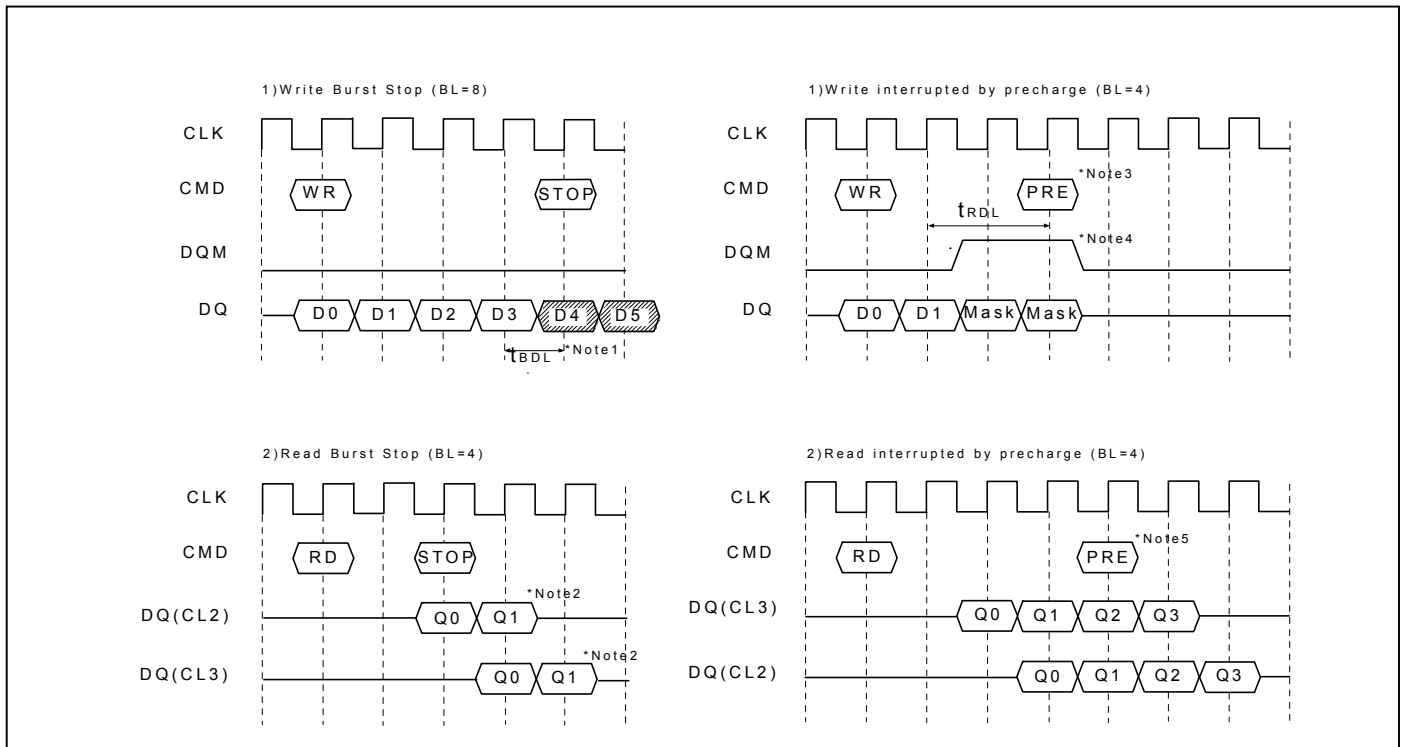 1)Write Burst Stop (BL=8)
CLK
CMD
WR
STOP
DQM
DQ
D0 D1 D2 D3 D4 D5
tBDL *Note1
1)Write interrupted by precharge (BL=4)
CLK
CMD
WR
PRE
*Note3
tRDL
DQM
*Note4
DQ
D0 D1 Mask Mask
2)Read Burst Stop (BL=4)
CLK
CMD
RD
STOP
DQ(CL2)
Q0 Q1
*Note2
DQ(CL3)
Q0 Q1
*Note2
2)Read interrupted by precharge (BL=4)
CLK
CMD
RD
PRE
*Note5
DQ(CL3)
Q0 Q1 Q2 Q3
DQ(CL2)
Q0 Q1 Q2 Q3